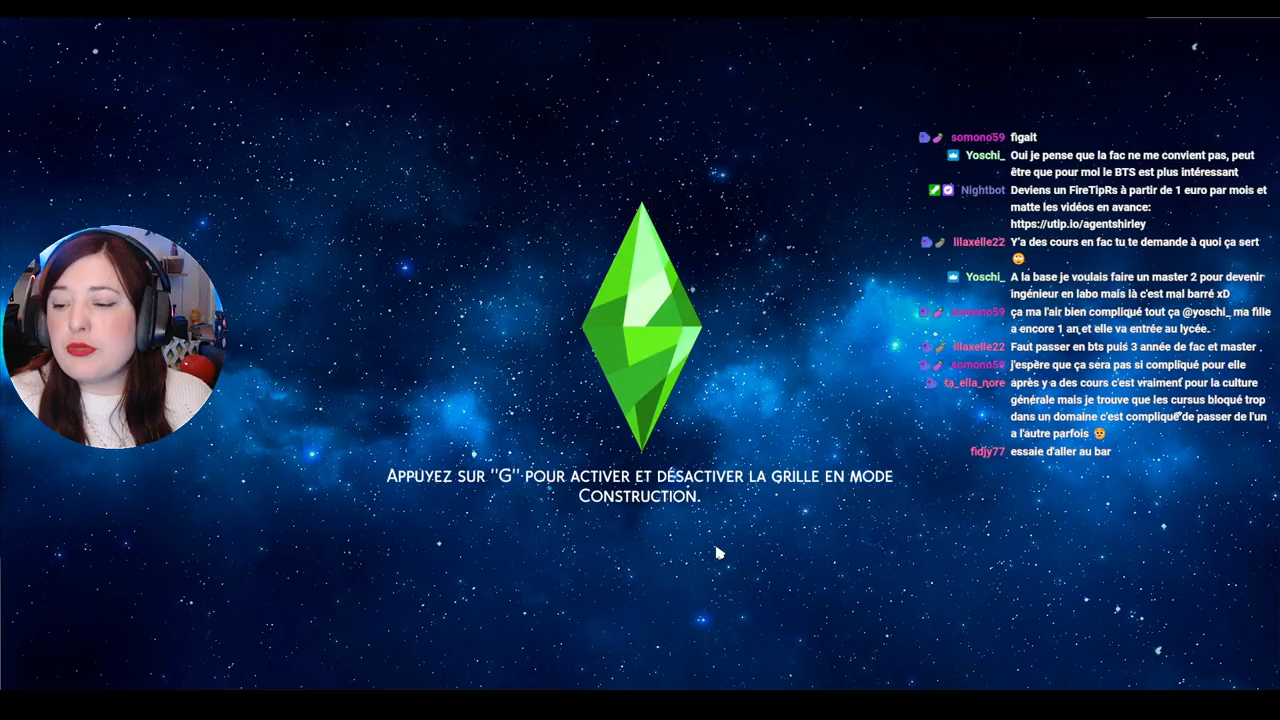 somono59 figait
Yoschi_ Oui je pense que la fac ne me convient pas, peut
être que pour moi le BTS est plus intéressant
Nightbot Deviens un FireTipRs à partir de 1 euro par mois et
matte les vidéos en avance:
https://utip.io/agentshirley
lilaxelle22 Y'a des cours en fac tu te demande à quoi ça sert
🙄
Yoschi_ A la base je voulais faire un master 2 pour devenir
ingénieur en labo mais là c'est mal barré xD
somono59 ça ma l'air bien compliqué tout ça @yoschi_ ma fille
a encore 1 an et elle va entrée au lycée.
lilaxelle22 Faut passer en bts puis 3 année de fac et master
somono59 j'espère que ça sera pas si compliqué pour elle
ta_ella_nore après y a des cours c'est vraiment pour la culture
générale mais je trouve que les cursus bloqué trop
dans un domaine c'est compliqué de passer de l'un
a l'autre parfois 😥
fidjy77 essaie d'aller au bar
APPUYEZ SUR "G" POUR ACTIVER ET DÉSACTIVER LA GRILLE EN MODE
CONSTRUCTION.